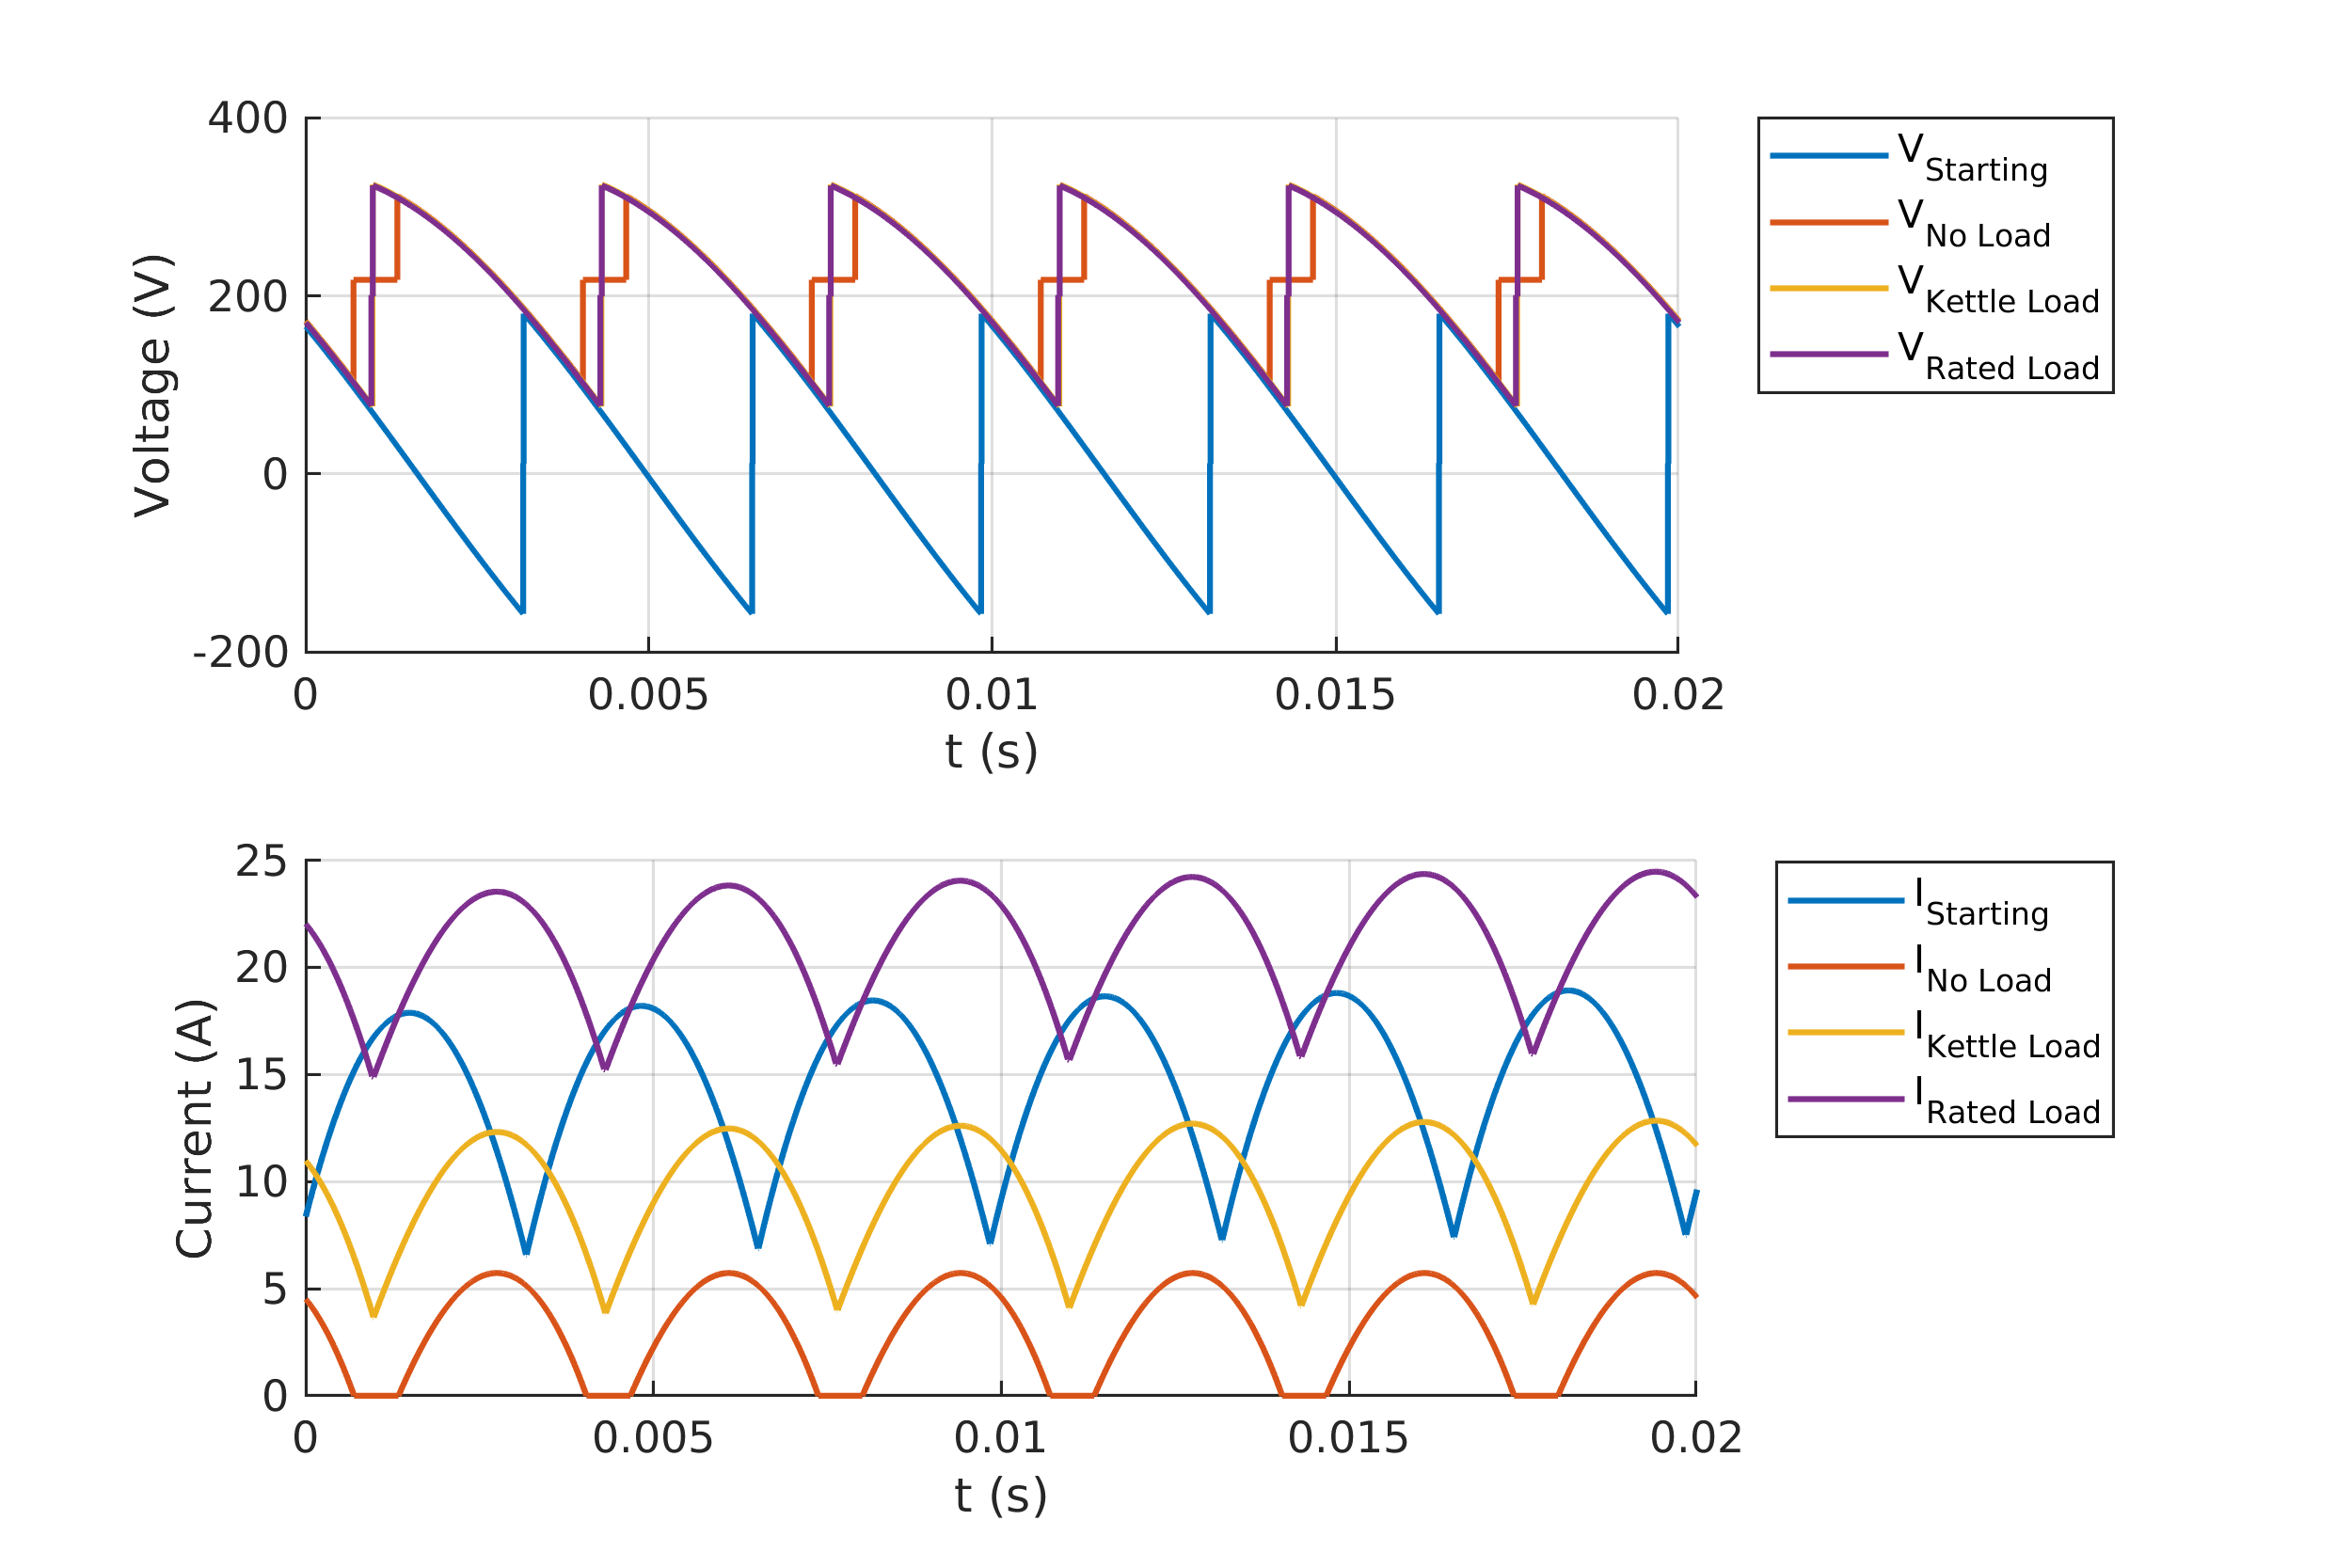 400
200
0
-200
Voltage (V)
0 0.005 0.01 0.015 0.02
t (s)
V Starting
V No Load
V Kettle Load
V Rated Load
25
20
15
10
5
0
Current (A)
0 0.005 0.01 0.015 0.02
t (s)
I Starting
I No Load
I Kettle Load
I Rated Load